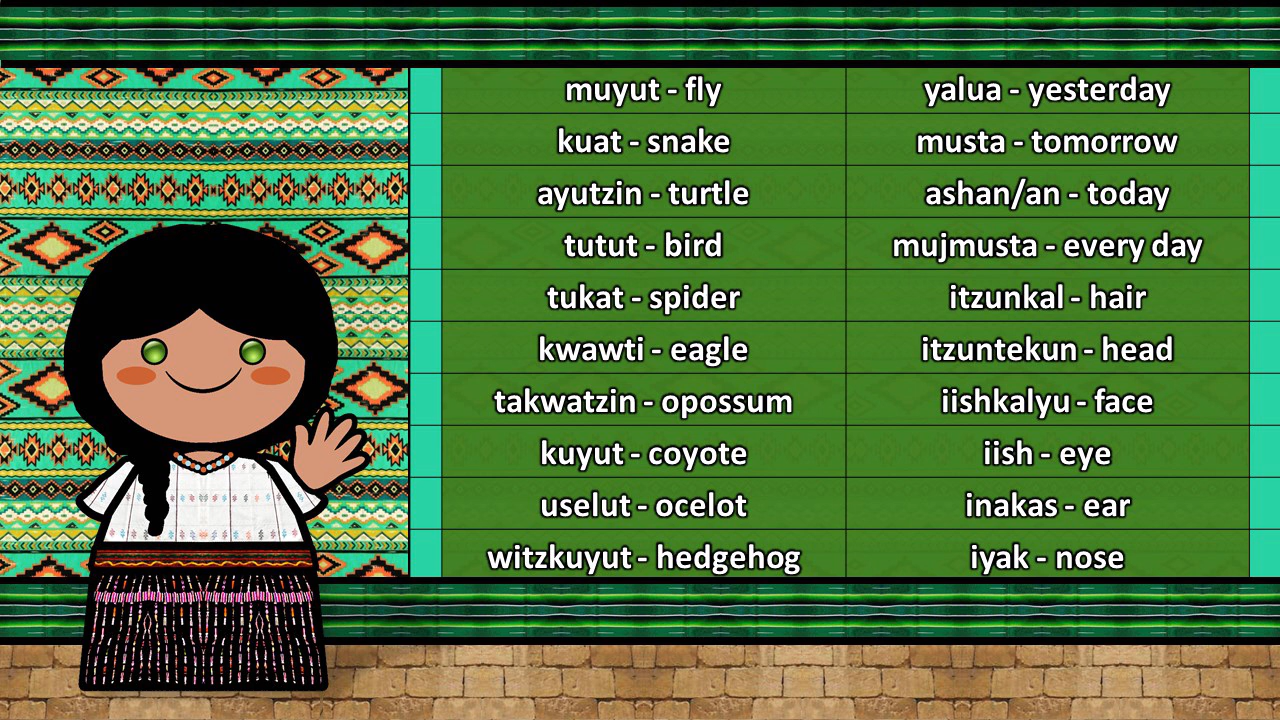 muyut - fly
kuat - snake
ayutzin - turtle
tutut - bird
tukat - spider
kwawti - eagle
takwatzin - opossum
kuyut - coyote
uselut - ocelot
witzkuyut - hedgehog
yalua - yesterday
musta - tomorrow
ashan/an - today
mujmusta - every day
itzunkal - hair
itzuntekun - head
iishkalyu - face
iish - eye
inakas - ear
iyak - nose